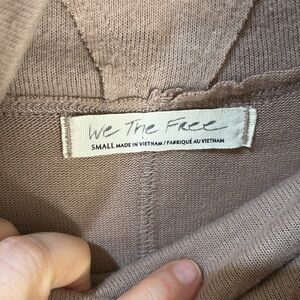 We The Free
SMALL MADE IN VIETNAM / FABRIQUÉ AU VIETNAM